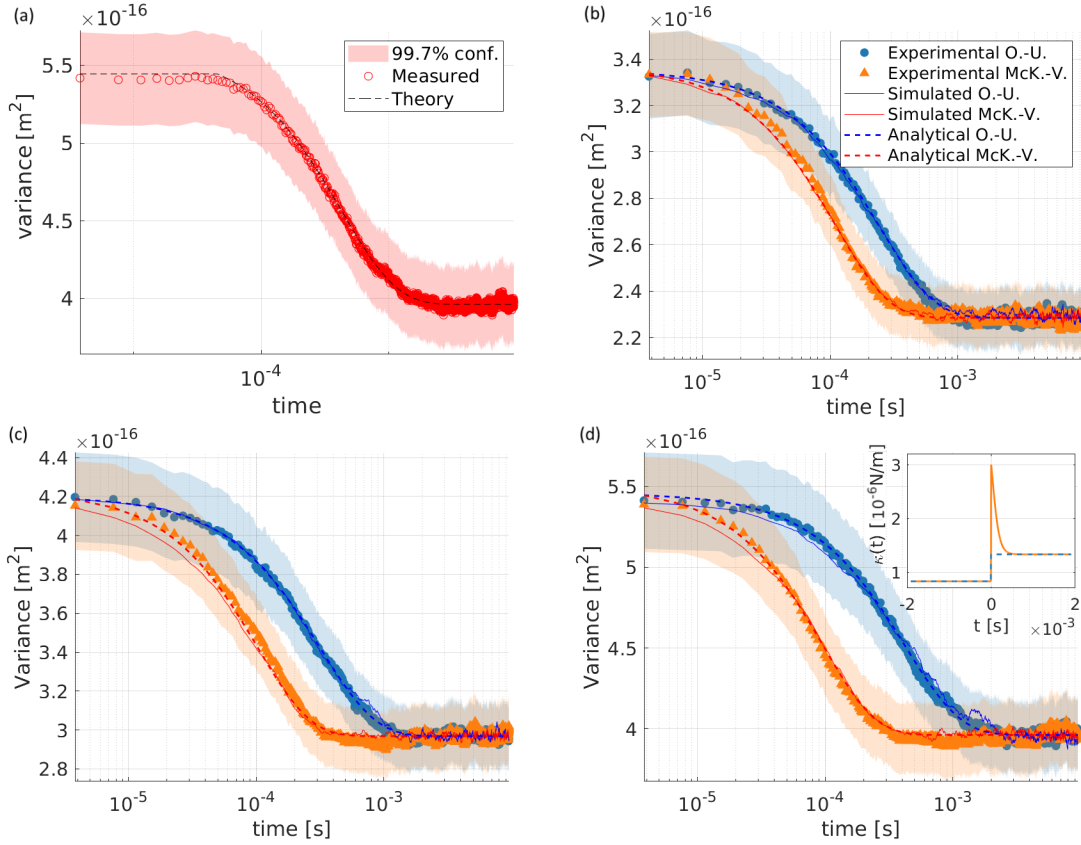 (a)
×10⁻¹⁶
5.5
5
4.5
4
variance [m²]
99.7% conf.
Measured
Theory
10⁻⁴
time
(b)
×10⁻¹⁶
3.4
3.2
3
2.8
2.6
2.4
2.2
Variance [m²]
Experimental O.-U.
Experimental McK.-V.
Simulated O.-U.
Simulated McK.-V.
Analytical O.-U.
Analytical McK.-V.
10⁻⁵ 10⁻⁴ 10⁻³
time [s]
(c)
×10⁻¹⁶
4.4
4.2
4
3.8
3.6
3.4
3.2
3
2.8
Variance [m²]
10⁻⁵ 10⁻⁴ 10⁻³
time [s]
(d)
×10⁻¹⁶
5.5
5
4.5
4
Variance [m²]
κ(t) [10⁻⁶N/m]
3
2
1
-2 0 2
t [s] ×10⁻³
10⁻⁵ 10⁻⁴ 10⁻³
time [s]